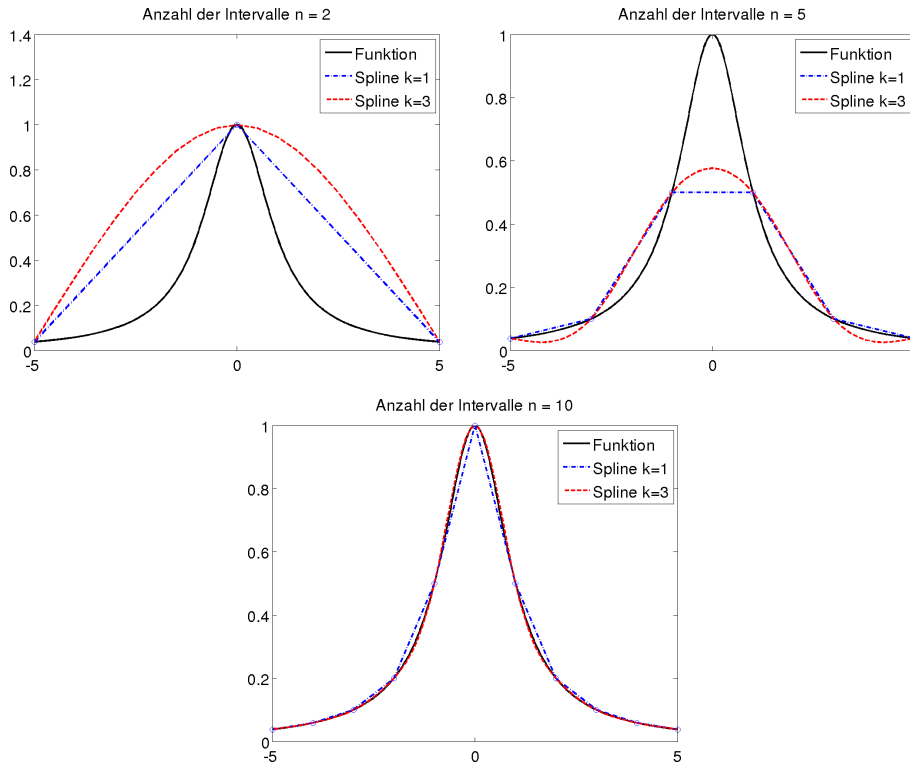 Anzahl der Intervalle n = 2
1.4
1.2
1
0.8
0.6
0.4
0.2
0
-5
0
5
Funktion
Spline k=1
Spline k=3
Anzahl der Intervalle n = 5
1
0.8
0.6
0.4
0.2
0
-5
0
Funktion
Spline k=1
Spline k=3
Anzahl der Intervalle n = 10
1
0.8
0.6
0.4
0.2
0
-5
0
5
Funktion
Spline k=1
Spline k=3